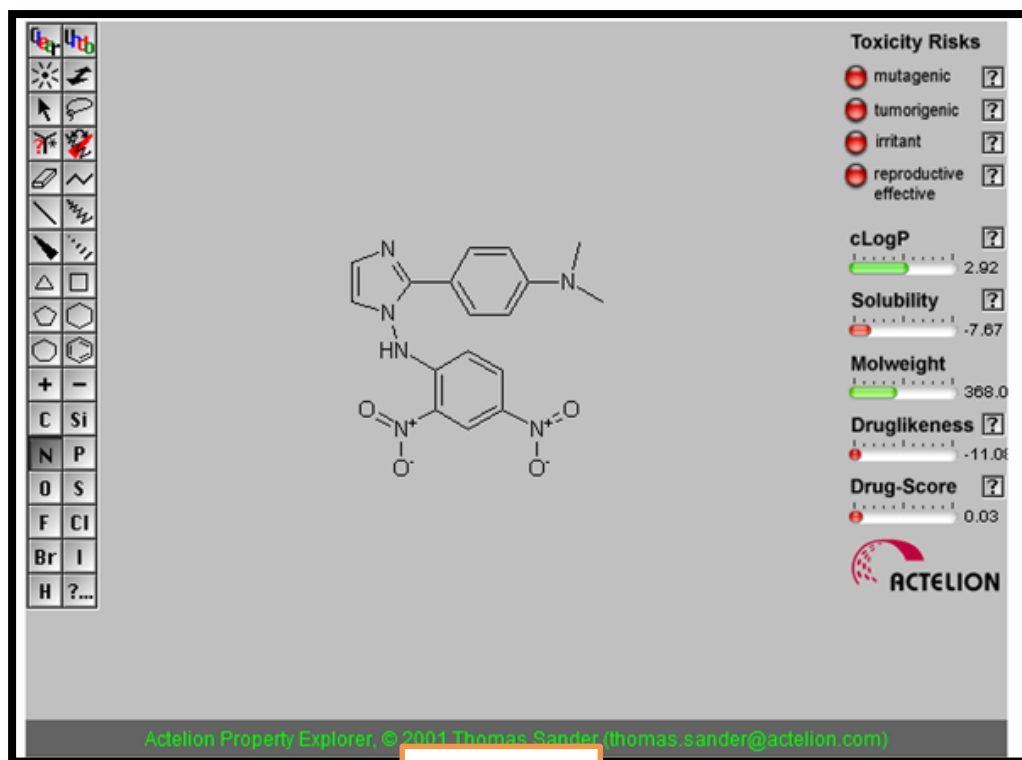 Clear Undo
C Si
N P
O S
F Cl
Br I
H ?...
N
N
N
HN
O N+ O-
N+ O O-
Toxicity Risks
mutagenic ?
tumorigenic ?
irritant ?
reproductive ?
effective
cLogP ?
2.92
Solubility ?
-7.67
Molweight
368.0
Druglikeness ?
-11.08
Drug-Score ?
0.03
ACTELION
Actelion Property Explorer, © 2001 Thomas Sander (thomas.sander@actelion.com)